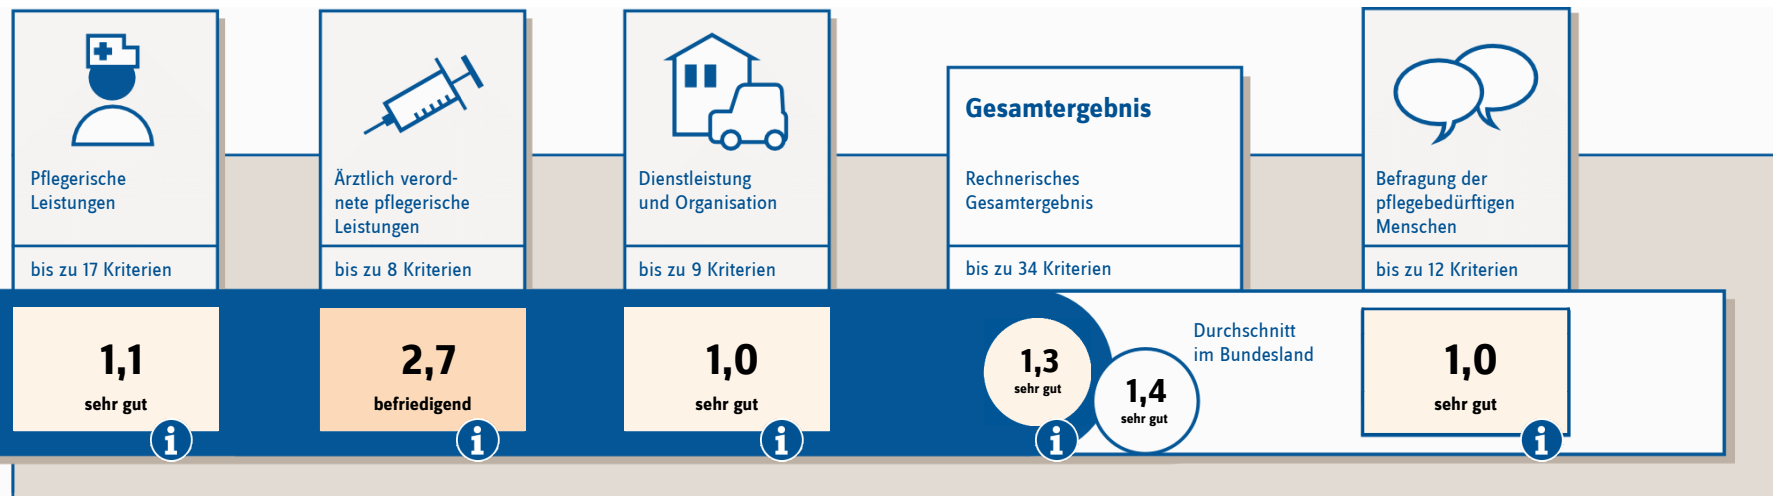 Pflegerische
Leistungen
bis zu 17 Kriterien
1,1
sehr gut
i
Ärztlich verord-
nete pflegerische
Leistungen
bis zu 8 Kriterien
2,7
befriedigend
i
Dienstleistung
und Organisation
bis zu 9 Kriterien
1,0
sehr gut
i
Gesamtergebnis
Rechnerisches
Gesamtergebnis
bis zu 34 Kriterien
1,3
sehr gut
i
1,4
sehr gut
Durchschnitt
im Bundesland
Befragung der
pflegebedürftigen
Menschen
bis zu 12 Kriterien
1,0
sehr gut
i